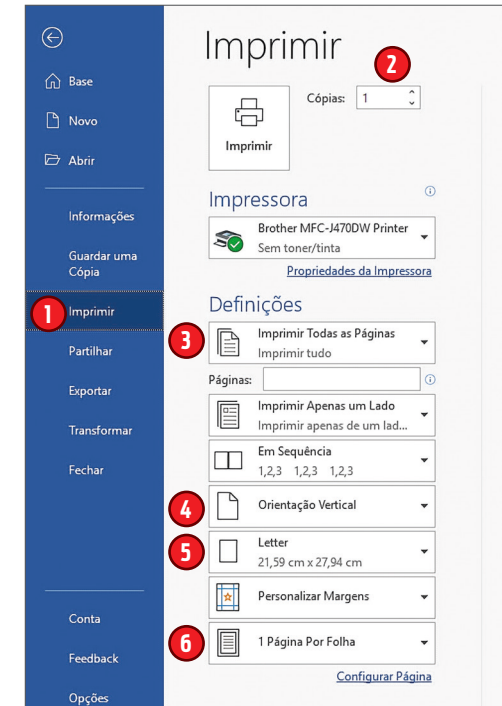 Imprimir
2
Base
Cópias: 1
Novo
Imprimir
Abrir
Impressora
Informações
Brother MFC-J470DW Printer
Sem toner/tinta
Guardar uma
Cópia
Propriedades da Impressora
1
Imprimir
Definições
3
Imprimir Todas as Páginas
Imprimir tudo
Partilhar
Páginas:
Exportar
Imprimir Apenas um Lado
Imprimir apenas de um lad...
Transformar
Em Sequência
1,2,3 1,2,3 1,2,3
Fechar
4
Orientação Vertical
5
Letter
21,59 cm x 27,94 cm
Personalizar Margens
Conta
6
1 Página Por Folha
Feedback
Configurar Página
Opções